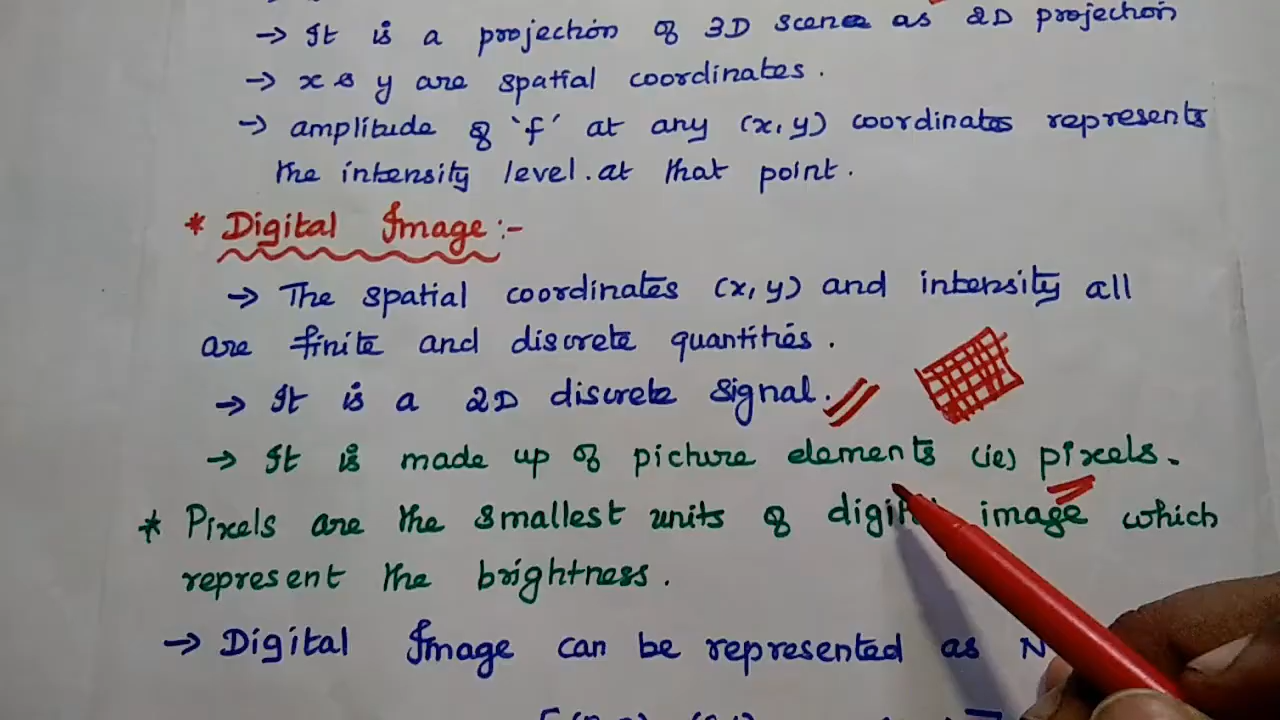 → It is a projection of 3D scene as 2D projection
→ x & y are spatial coordinates.
→ amplitude of 'f' at any (x,y) coordinates represents
the intensity level.at that point.
* Digital Image :-
→ The spatial coordinates (x,y) and intensity all
are finite and discrete quantities.
→ It is a 2D discrete signal.
→ It is made up of picture elements (ie) pixels.
* Pixels are the smallest units of digital image which
represent the brightness.
→ Digital Image can be represented as N